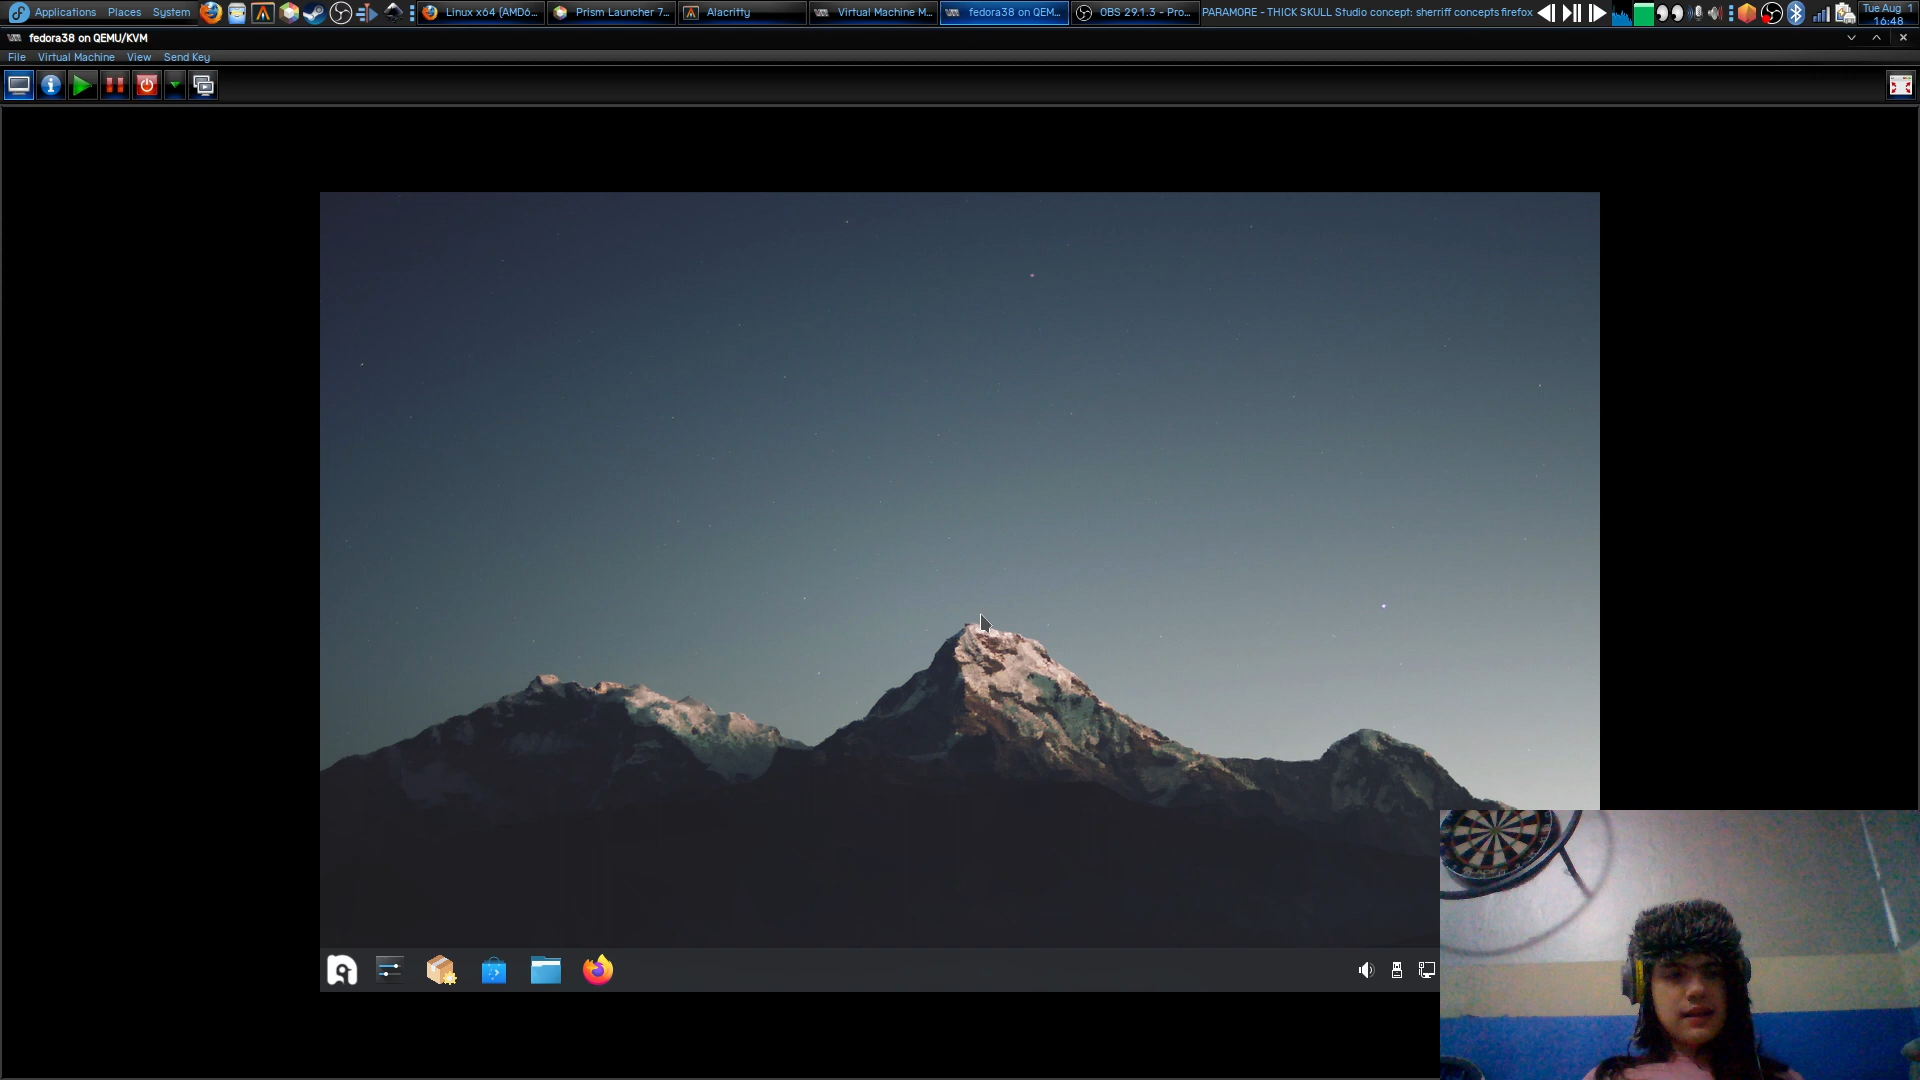 Applications Places System Linux x64 (AMD6... Prism Launcher 7... Alacritty Virtual Machine M... fedora38 on QEM... OBS 29.1.3 - Pro... PARAMORE - THICK SKULL Studio concept: sherriff concepts firefox Tue Aug 1
16:48
fedora38 on QEMU/KVM
File Virtual Machine View Send Key